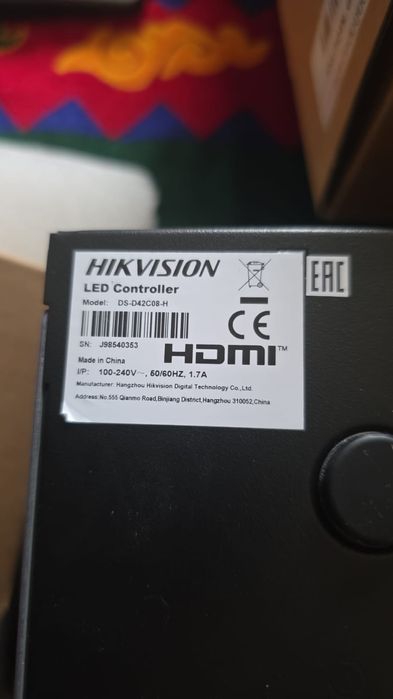 HIKVISION
LED Controller
Model: DS-D42C08-H
SN: J98540353
Made in China
I/P: 100-240V~, 50/60HZ, 1.7A
Manufacturer: Hangzhou Hikvision Digital Technology Co.,Ltd.
Address:No.555 Qianmo Road,Binjiang District,Hangzhou 310052,China
CE
HDMI™
EAC